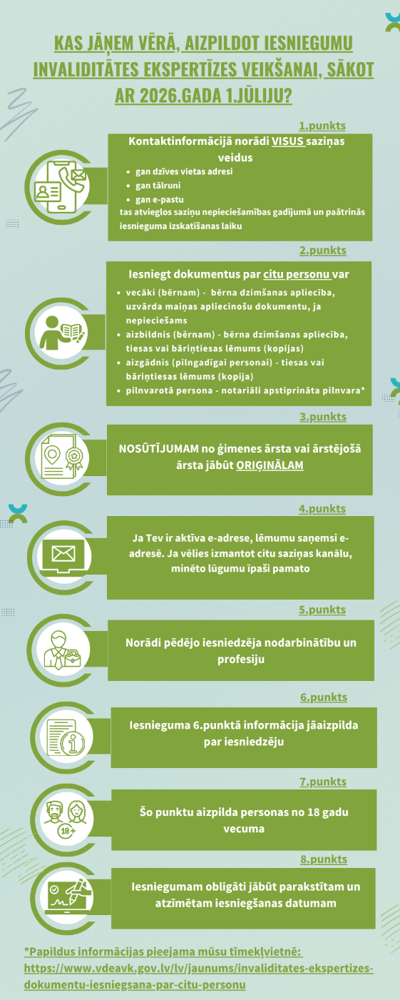 KAS JĀŅEM VĒRĀ, AIZPILDOT IESNIEGUMU
INVALIDITĀTES EKSPERTĪZES VEIKŠANAI, SĀKOT
AR 2026.GADA 1.JŪLIJU?
1.punkts
Kontaktinformācijā norādi VISUS saziņas
veidus
• gan dzīves vietas adresi
• gan tālruni
• gan e-pastu
tas atvieglos saziņu nepieciešamības gadījumā un paātrinās
iesnieguma izskatīšanas laiku
2.punkts
Iesniegt dokumentus par citu personu var
• vecāki (bērnam) - bērna dzimšanas apliecība,
uzvārda maiņas apliecinošu dokumentu, ja
nepieciešams
• aizbildnis (bērnam) - bērna dzimšanas apliecība,
tiesas vai bāriņtiesas lēmums (kopijas)
• aizgādnis (pilngadīgai personai) - tiesas vai
bāriņtiesas lēmums (kopija)
• pilnvarotā persona - notariāli apstiprināta pilnvara*
3.punkts
NOSŪTĪJUMAM no ģimenes ārsta vai ārstējošā
ārsta jābūt ORIĢINĀLAM
4.punkts
Ja Tev ir aktīva e-adrese, lēmumu saņemsi e-
adresē. Ja vēlies izmantot citu saziņas kanālu,
minēto lūgumu īpaši pamato
5.punkts
Norādi pēdējo iesniedzēja nodarbinātību un
profesiju
6.punkts
Iesnieguma 6.punktā informācija jāaizpilda
par iesniedzēju
7.punkts
Šo punktu aizpilda personas no 18 gadu
vecuma
18+
8.punkts
Iesniegumam obligāti jābūt parakstītam un
atzīmētam iesniegšanas datumam
*Papildus informācijas pieejama mūsu tīmekļvietnē:
https://www.vdeavk.gov.lv/lv/jaunums/invaliditates-ekspertizes-
dokumentu-iesniegsana-par-citu-personu